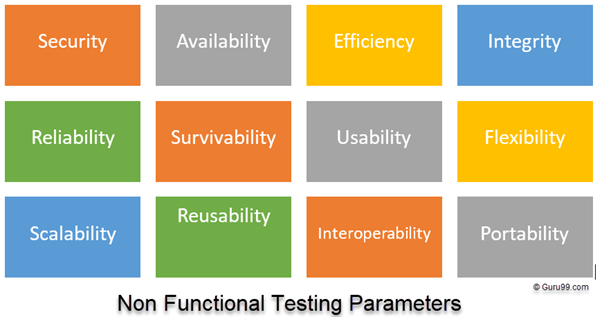 Security
Availability
Efficiency
Integrity
Reliability
Survivability
Usability
Flexibility
Scalability
Reusability
Interoperability
Portability
© Guru99.com
Non Functional Testing Parameters